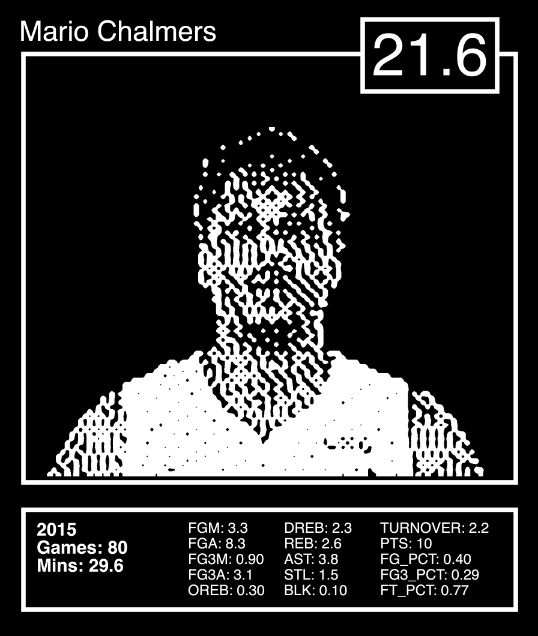 Mario Chalmers
21.6
2015
Games: 80
Mins: 29.6
FGM: 3.3
FGA: 8.3
FG3M: 0.90
FG3A: 3.1
OREB: 0.30
DREB: 2.3
REB: 2.6
AST: 3.8
STL: 1.5
BLK: 0.10
TURNOVER: 2.2
PTS: 10
FG_PCT: 0.40
FG3_PCT: 0.29
FT_PCT: 0.77